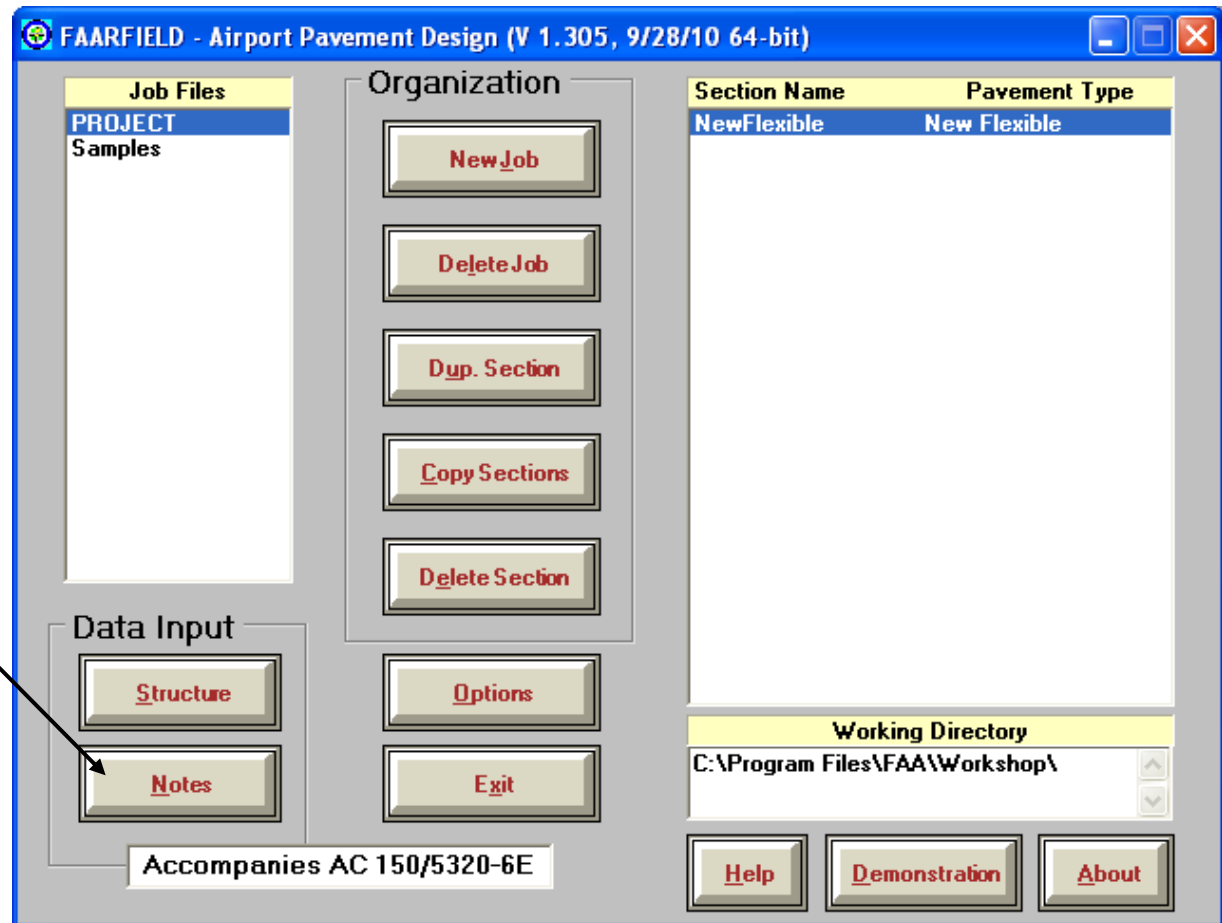 FAARFIELD - Airport Pavement Design (V 1.305, 9/28/10 64-bit)
Job Files
PROJECT
Samples
Organization
New Job
Delete Job
Dup. Section
Copy Sections
Delete Section
Section Name Pavement Type
NewFlexible New Flexible
Data Input
Structure
Notes
Options
Exit
Working Directory
C:\Program Files\FAA\Workshop\
Accompanies AC 150/5320-6E
Help
Demonstration
About